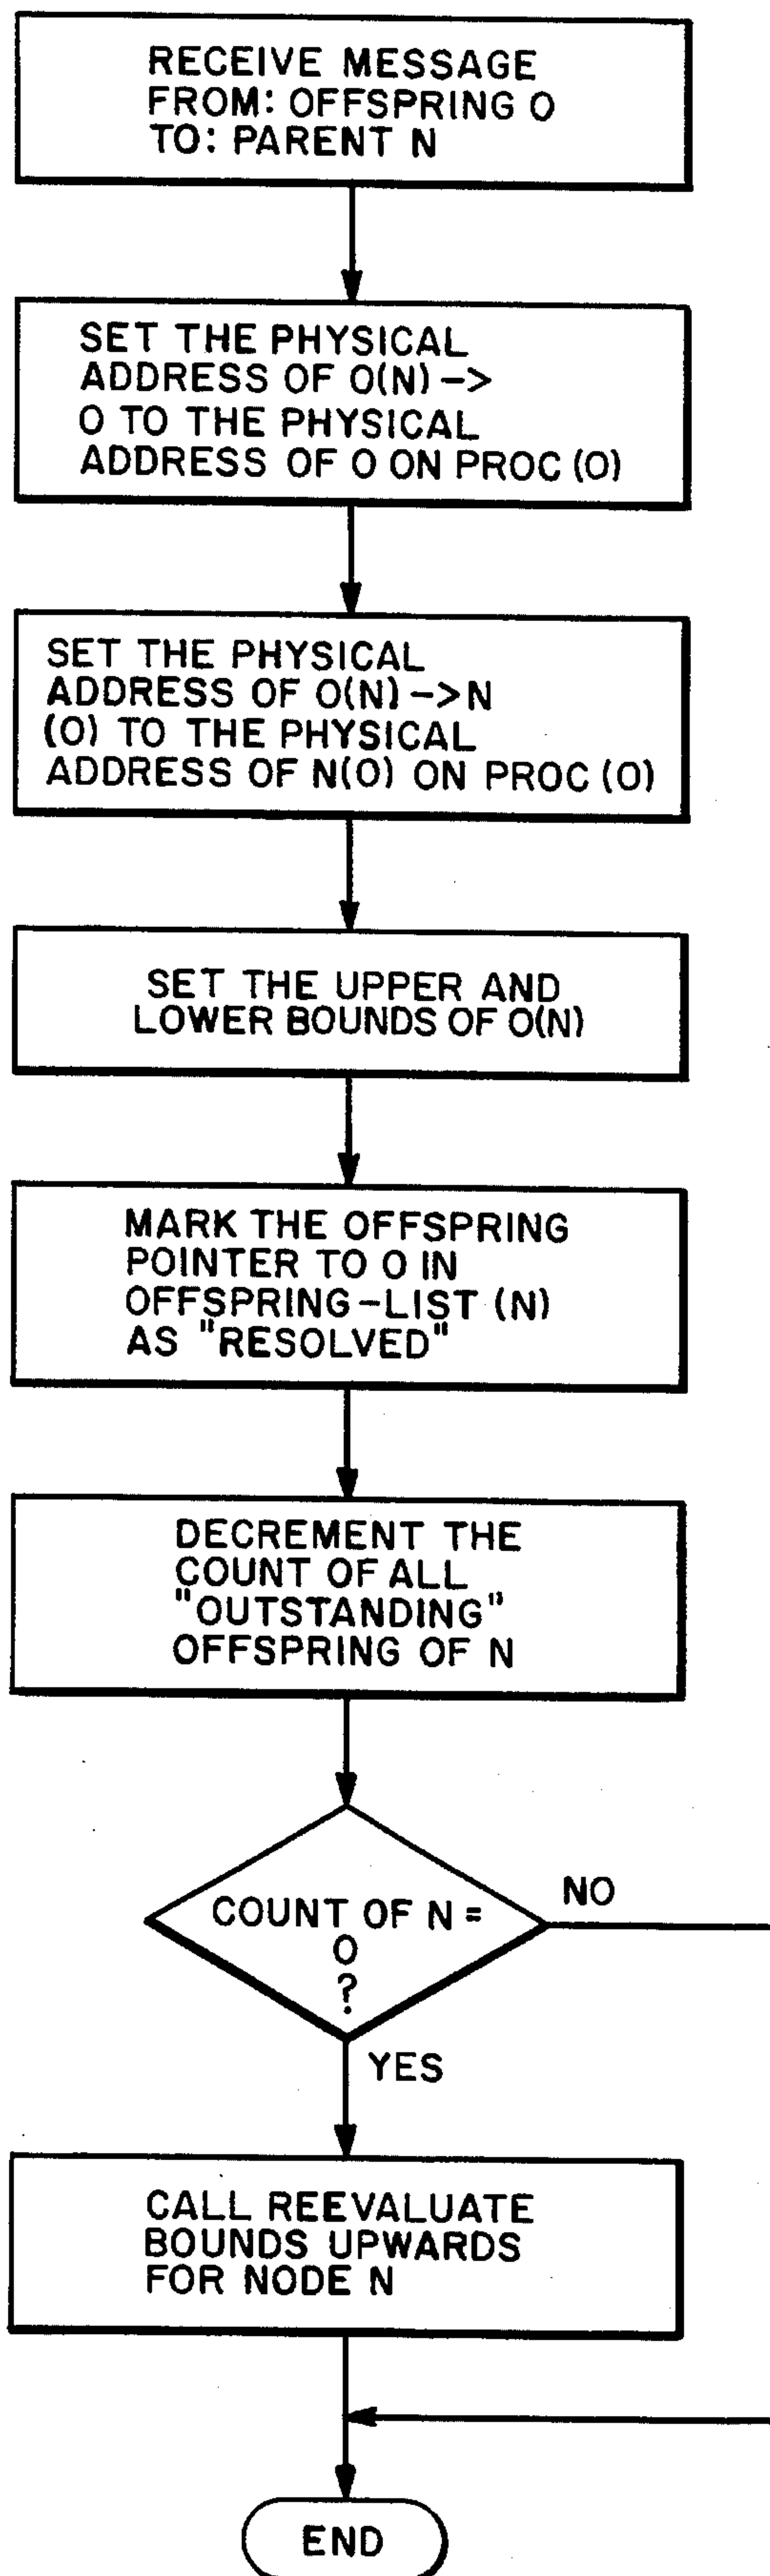 RECEIVE MESSAGE
FROM: OFFSPRING O
TO: PARENT N
SET THE PHYSICAL
ADDRESS OF O(N)->
O TO THE PHYSICAL
ADDRESS OF O ON PROC (O)
SET THE PHYSICAL
ADDRESS OF O(N)->N
(O) TO THE PHYSICAL
ADDRESS OF N(O) ON PROC (O)
SET THE UPPER AND
LOWER BOUNDS OF O(N)
MARK THE OFFSPRING
POINTER TO O IN
OFFSPRING-LIST (N)
AS "RESOLVED"
DECREMENT THE
COUNT OF ALL
"OUTSTANDING"
OFFSPRING OF N
COUNT OF N =
0
?
NO
YES
CALL REEVALUATE
BOUNDS UPWARDS
FOR NODE N
END